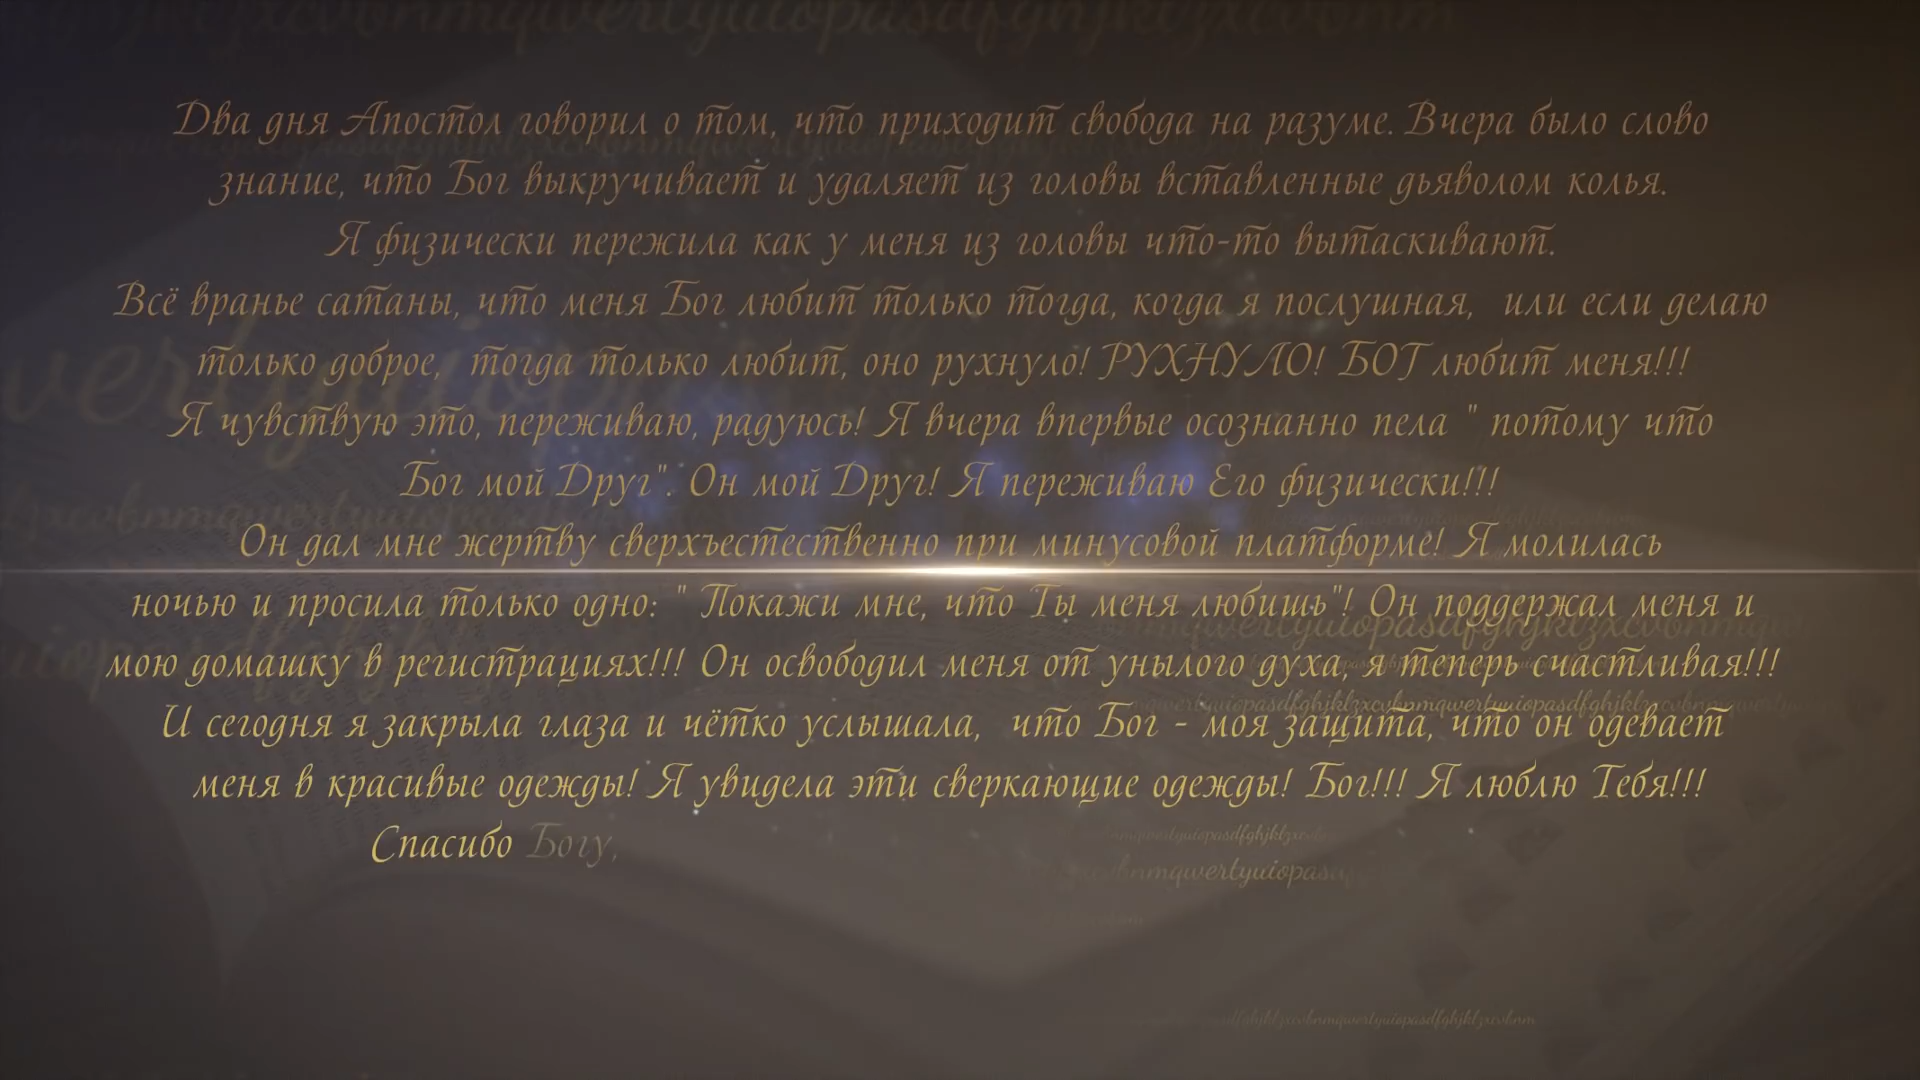 Два дня Апостол говорил о том, что приходит свобода на разуме. Вчера было слово
знание, что Бог выкручивает и удаляет из головы вставленные дьяволом колья.
Я физически пережила как у меня из головы что-то вытаскивают.
Всё вранье сатаны, что меня Бог любит только тогда, когда я послушная,  или если делаю
только доброе,  тогда только любит, оно рухнуло! РУХНУЛО! БОГ любит меня!!!
Я чувствую это, переживаю, радуюсь! Я вчера впервые осознанно пела " потому что
Бог мой Друг". Он мой Друг! Я переживаю Его физически!!!
Он дал мне жертву сверхъестественно при минусовой платформе! Я молилась
ночью и просила только одно: " Покажи мне, что Ты меня любишь"! Он поддержал меня и
мою домашку в регистрациях!!! Он освободил меня от унылого духа, я теперь счастливая!!!
И сегодня я закрыла глаза и чётко услышала,  что Бог - моя защита, что он одевает
меня в красивые одежды! Я увидела эти сверкающие одежды! Бог!!! Я люблю Тебя!!!
Спасибо Богу,